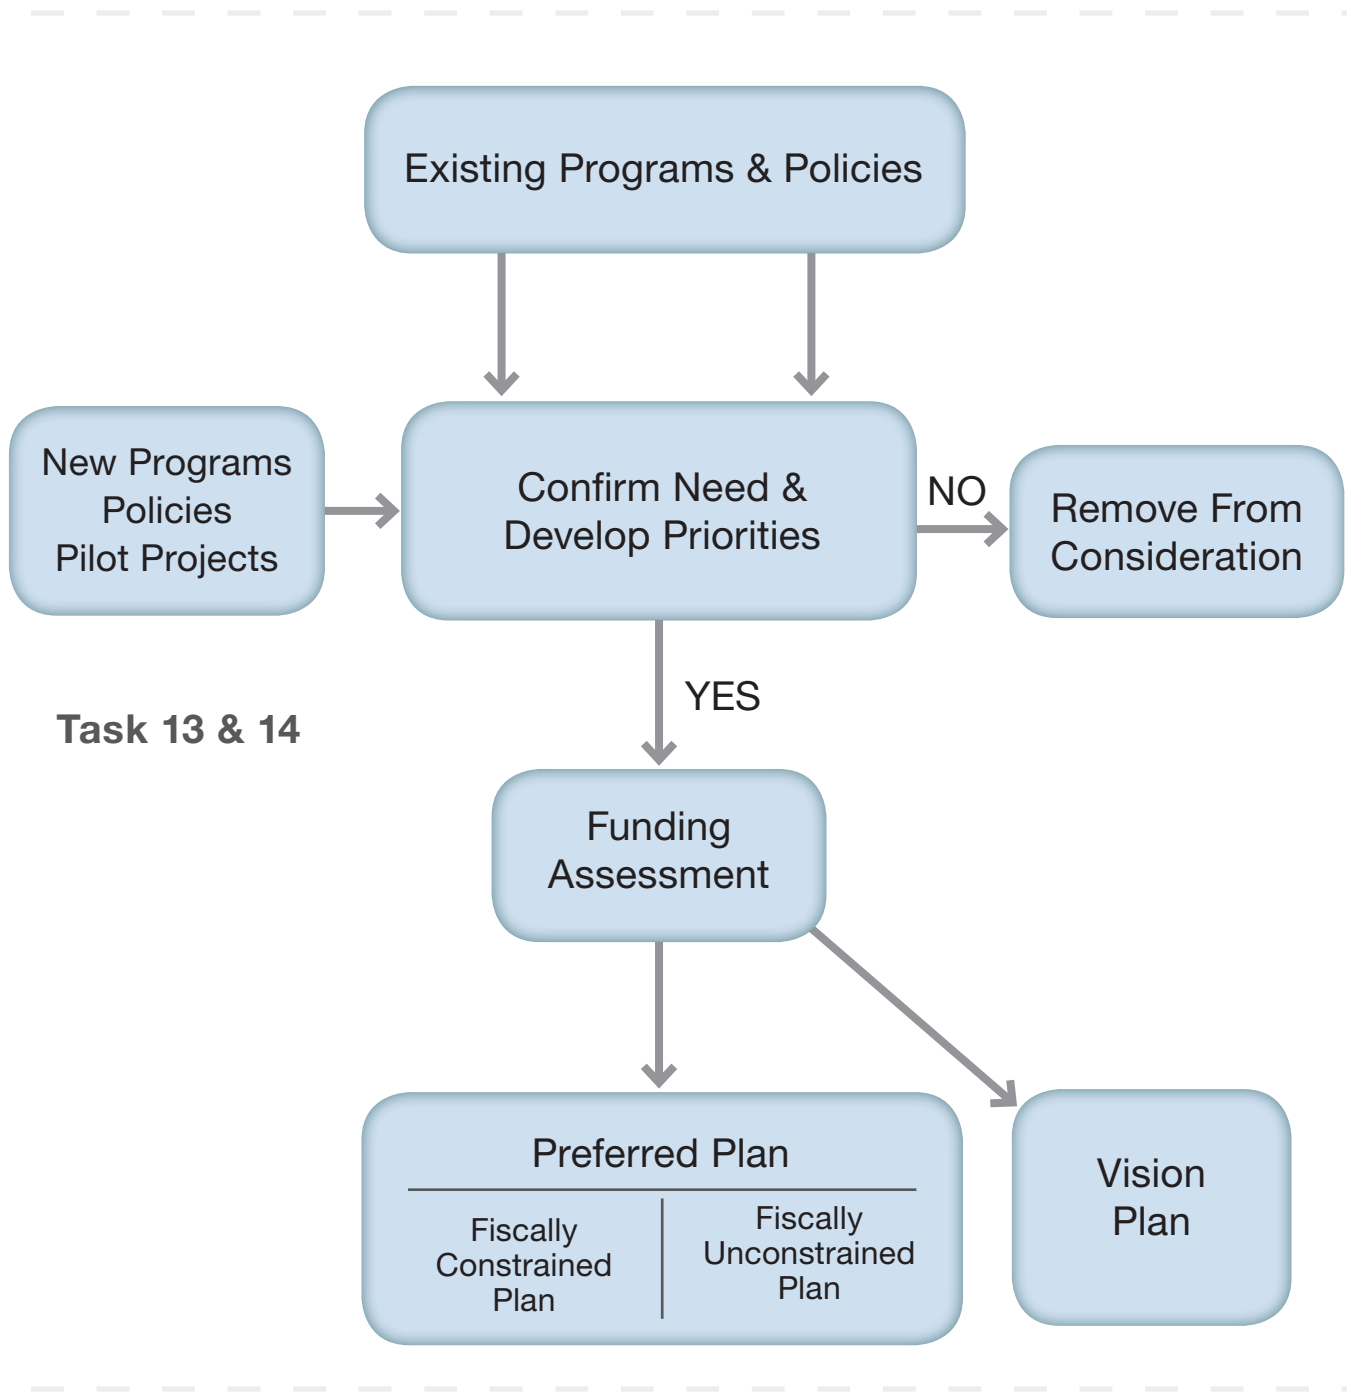 Existing Programs & Policies
New Programs
Policies
Pilot Projects
Confirm Need &
Develop Priorities
NO
Remove From
Consideration
YES
Task 13 & 14
Funding
Assessment
Preferred Plan
Fiscally
Constrained
Plan
Fiscally
Unconstrained
Plan
Vision
Plan